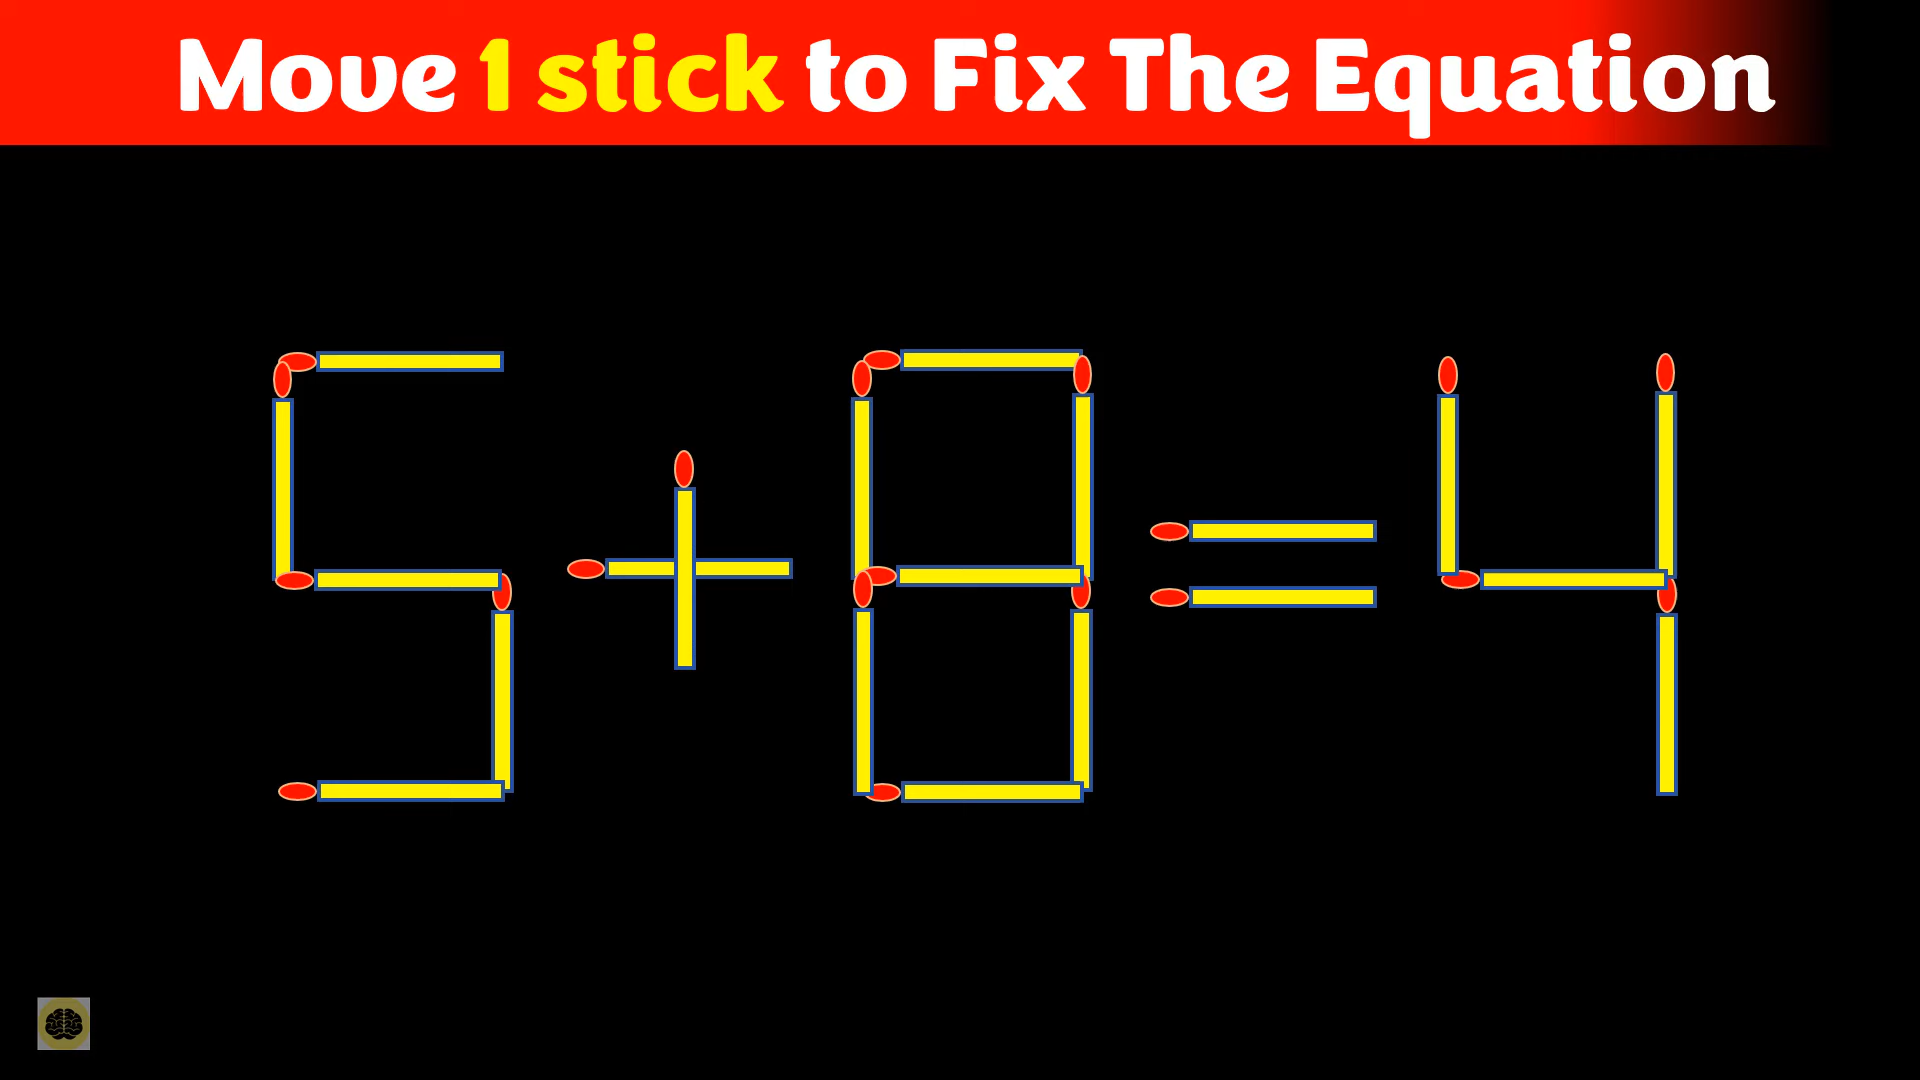 Move 1 stick to Fix The Equation
5 + 8 = 4